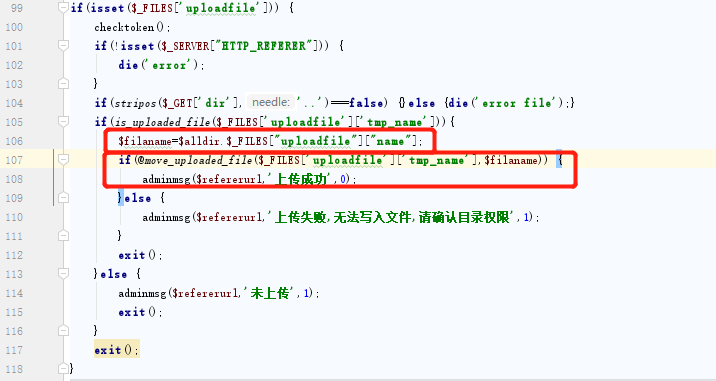 99 if(isset($_FILES['uploadfile'])) {
100 checktoken();
101 if(!isset($_SERVER["HTTP_REFERER"])) {
102 die('error');
103 }
104 if(stripos($_GET['dir'], needle: '..')===false) {}else {die('error file');}
105 if(is_uploaded_file($_FILES['uploadfile']['tmp_name'])){
106 $filaname=$alldir.$_FILES["uploadfile"]["name"];
107 if(@move_uploaded_file($_FILES['uploadfile']['tmp_name'],$filaname)) {
108 adminmsg($refererurl,'上传成功',0);
109 }else {
110 adminmsg($refererurl,'上传失败,无法写入文件,请确认目录权限',1);
111 }
112 exit();
113 }else {
114 adminmsg($refererurl,'未上传',1);
115 exit();
116 }
117 exit();
118 }